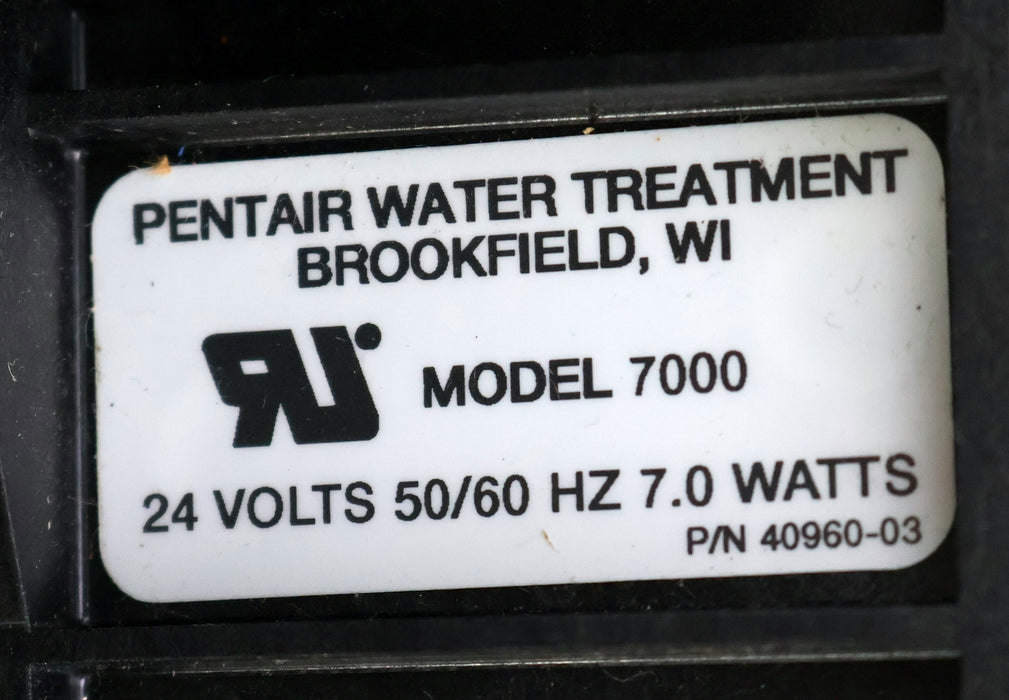 PENTAIR WATER TREATMENT
BROOKFIELD, WI
MODEL 7000
24 VOLTS 50/60 HZ 7.0 WATTS
P/N 40960-03